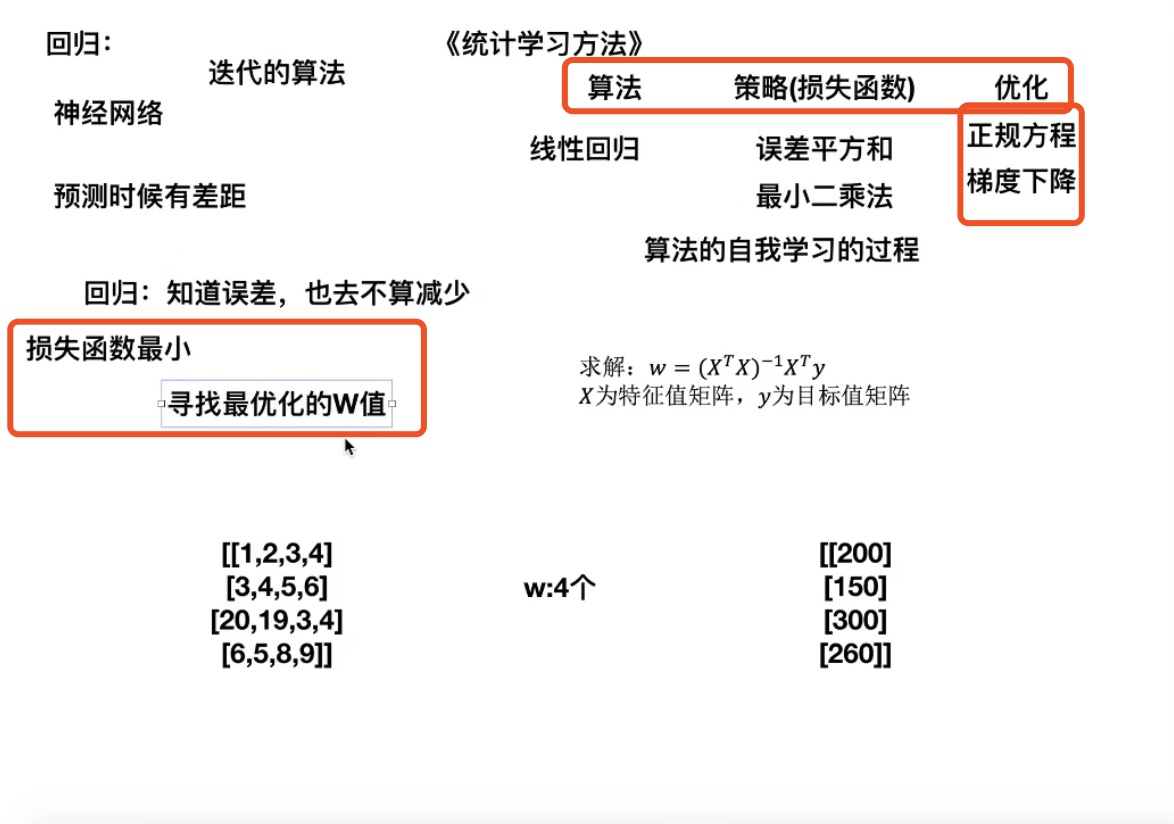 回归：
《统计学习方法》
迭代的算法
算法 策略(损失函数) 优化
神经网络
正规方程
线性回归 误差平方和
梯度下降
预测时候有差距
最小二乘法
算法的自我学习的过程
回归：知道误差，也去不算减少
损失函数最小
求解：w = (XᵀX)⁻¹Xᵀy
X为特征值矩阵，y为目标值矩阵
寻找最优化的W值
[[1,2,3,4]
[3,4,5,6]
[20,19,3,4]
[6,5,8,9]]
w:4个
[[200]
[150]
[300]
[260]]